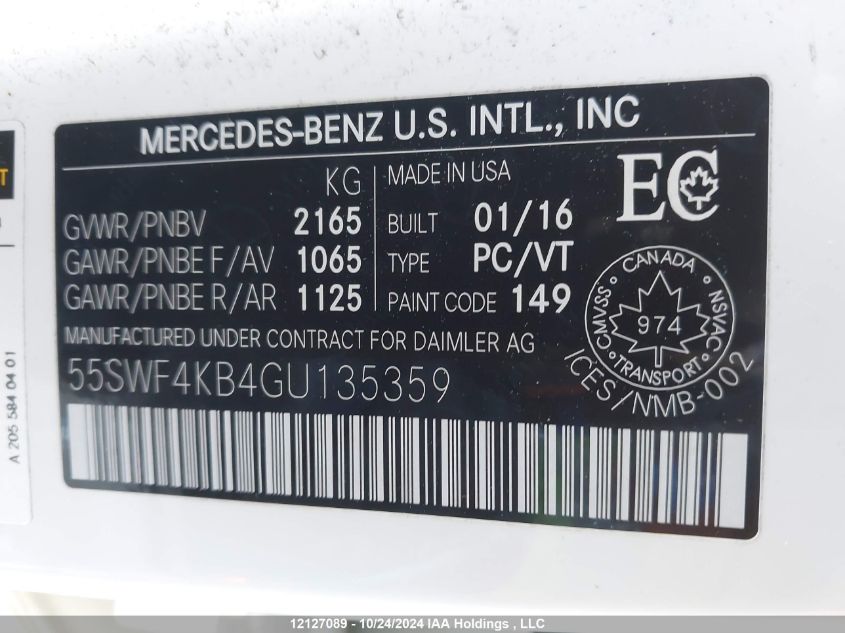 MERCEDES-BENZ U.S. INTL., INC
KG
GVWR/PNBV 2165
GAWR/PNBE F/AV 1065
GAWR/PNBE R/AR 1125
MADE IN USA
BUILT 01/16
TYPE PC/VT
PAINT CODE 149
EC
CANADA
CMVSS 974 NSVAC
TRANSPORT
ICES/NMB-002
MANUFACTURED UNDER CONTRACT FOR DAIMLER AG
55SWF4KB4GU135359
A 205 584 04 01
T
12127089 - 10/24/2024 IAA Holdings , LLC